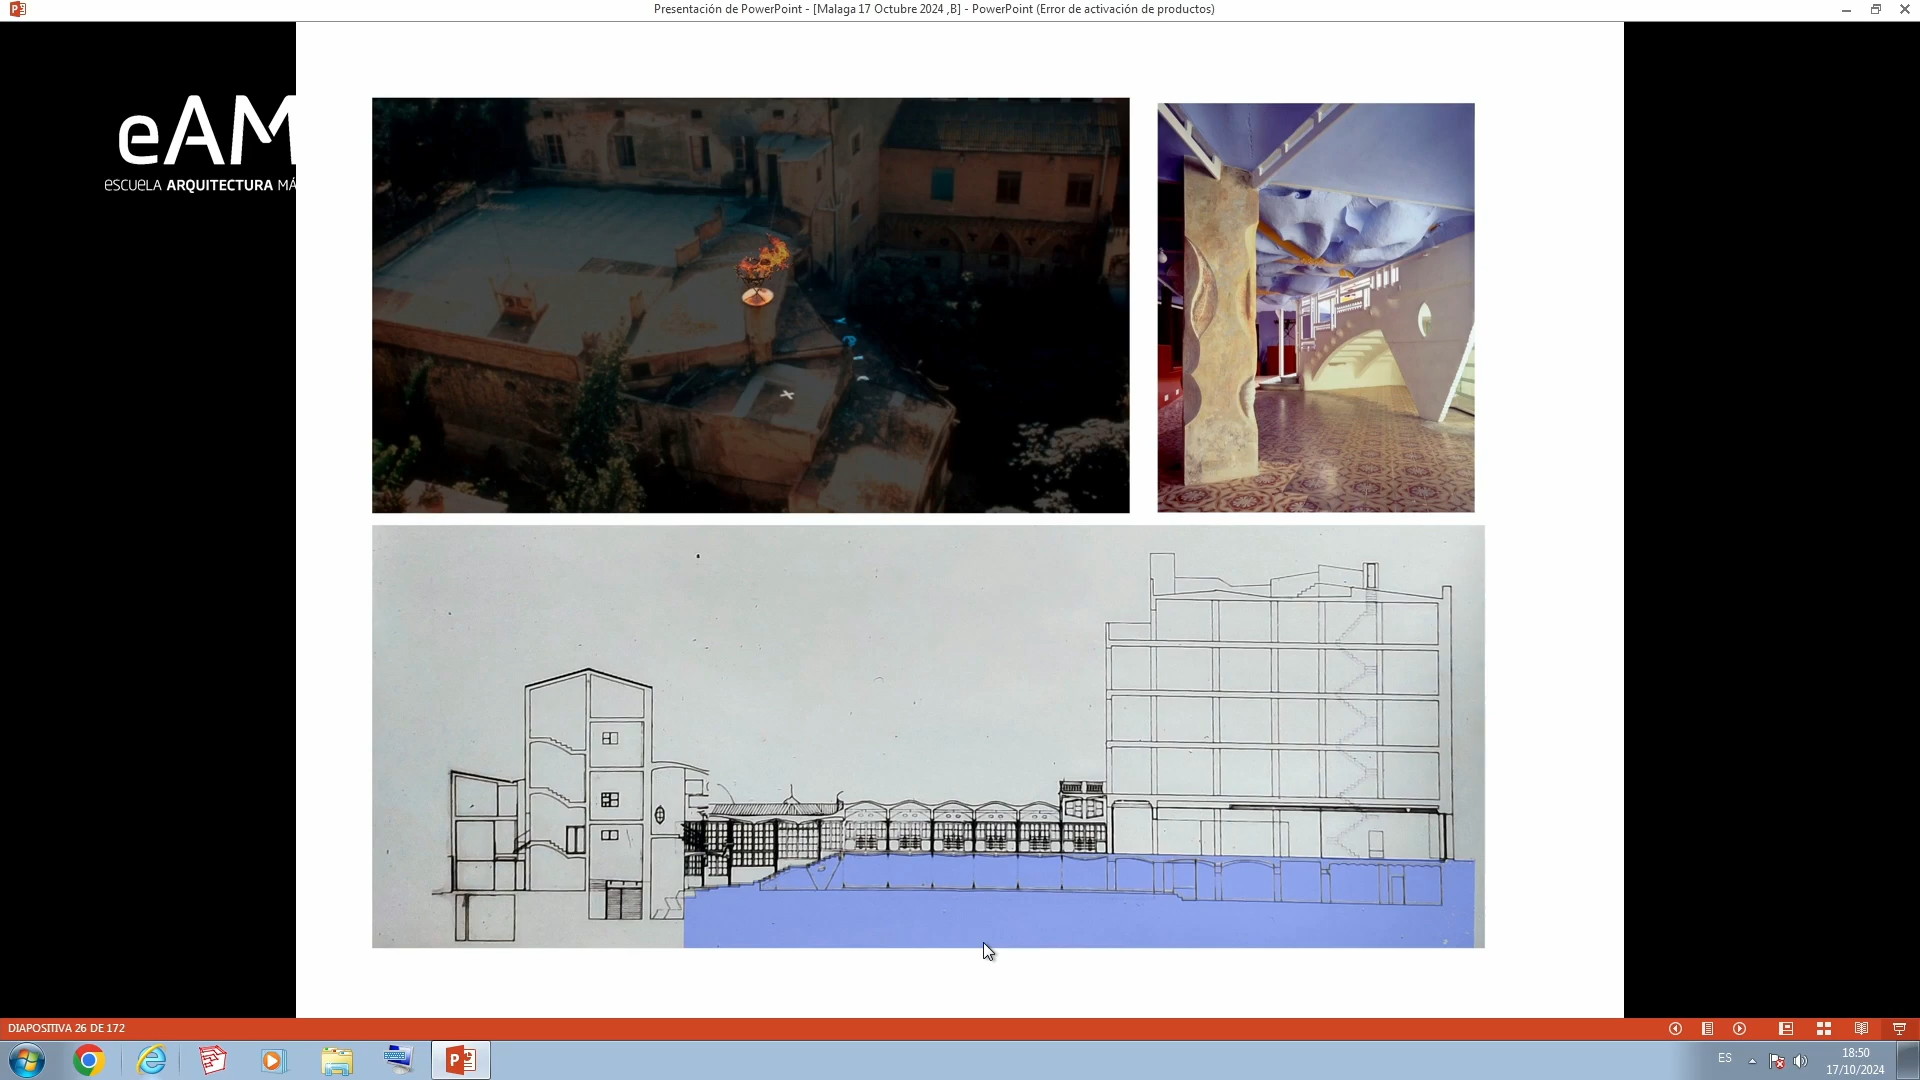 Presentación de PowerPoint - [Malaga 17 Octubre 2024 ,B] - PowerPoint (Error de activación de productos)
eAM
ESCUELA ARQUITECTURA MÁ
DIAPOSITIVA 26 DE 172
ES
18:50
17/10/2024